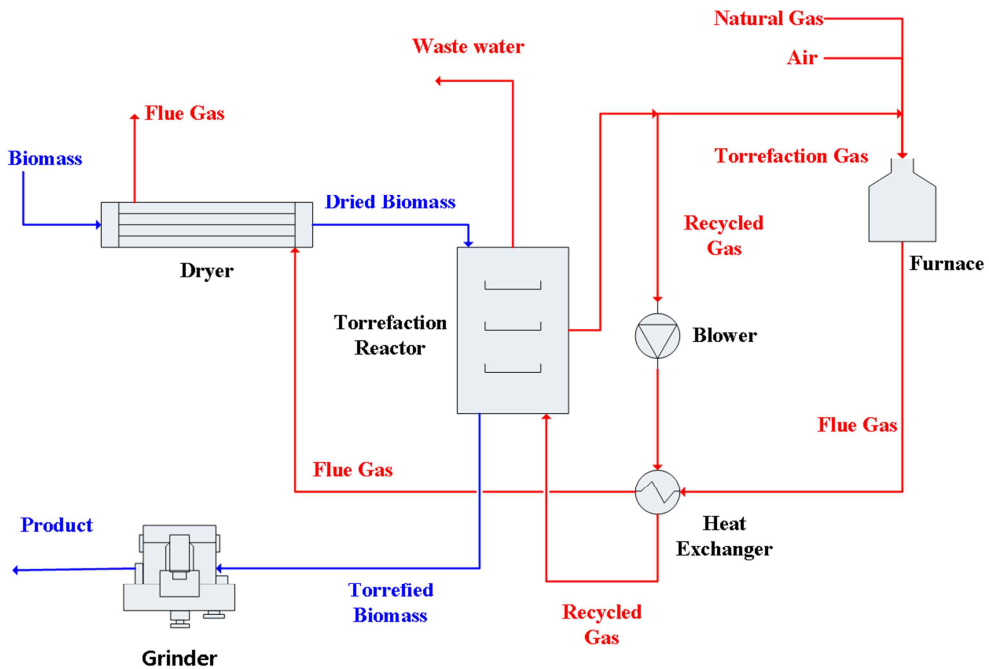 Natural Gas
Waste water
Air
Flue Gas
Biomass
Torrefaction Gas
Dried Biomass
Recycled
Gas
Furnace
Dryer
Torrefaction
Reactor
Blower
Flue Gas
Flue Gas
Product
Heat
Exchanger
Torrefied
Biomass
Recycled
Gas
Grinder